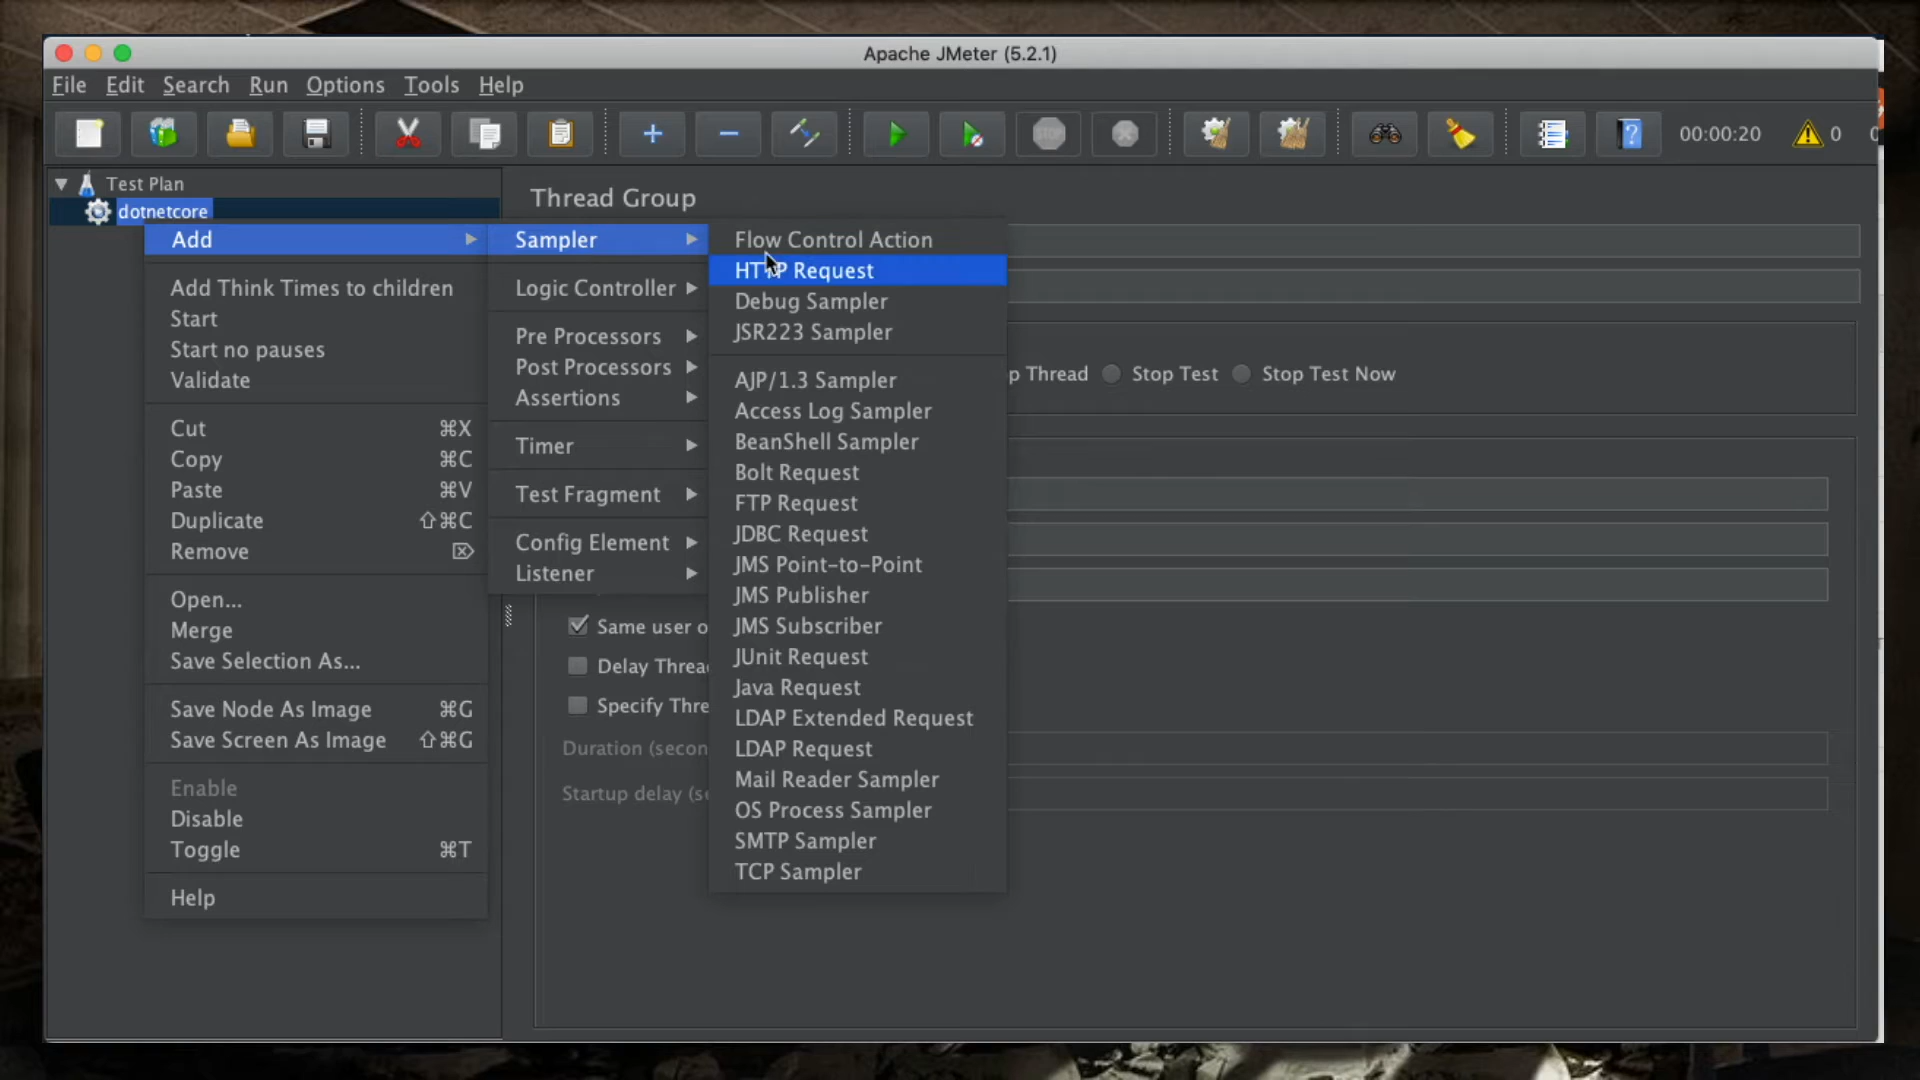 Apache JMeter (5.2.1)
File Edit Search Run Options Tools Help
STOP
00:00:20
0
Test Plan
dotnetcore
Thread Group
Add
Add Think Times to children
Start
Start no pauses
Validate
Cut ⌘X
Copy ⌘C
Paste ⌘V
Duplicate ⇧⌘C
Remove ⌦
Open...
Merge
Save Selection As...
Save Node As Image ⌘G
Save Screen As Image ⇧⌘G
Enable
Disable
Toggle ⌘T
Help
Sampler
Logic Controller
Pre Processors
Post Processors
Assertions
Timer
Test Fragment
Config Element
Listener
Flow Control Action
HTTP Request
Debug Sampler
JSR223 Sampler
AJP/1.3 Sampler
Access Log Sampler
BeanShell Sampler
Bolt Request
FTP Request
JDBC Request
JMS Point-to-Point
JMS Publisher
JMS Subscriber
JUnit Request
Java Request
LDAP Extended Request
LDAP Request
Mail Reader Sampler
OS Process Sampler
SMTP Sampler
TCP Sampler
p Thread Stop Test Stop Test Now
Same user o
Delay Threa
Specify Thre
Duration (secon
Startup delay (se